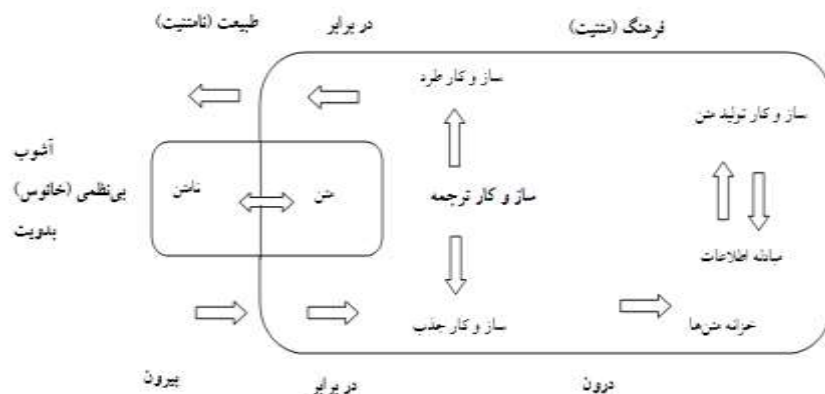 فرهنگ (متنیت)
در برابر
طبیعت (نامتنیت)
ساز و کار طرد
ساز و کار تولید متن
آشوب
بی‌نظمی (خائوس)
بدویت
متن
نامتن
ساز و کار ترجمه
مبادله اطلاعات
خزانه متن‌ها
ساز و کار جذب
درون
در برابر
بیرون